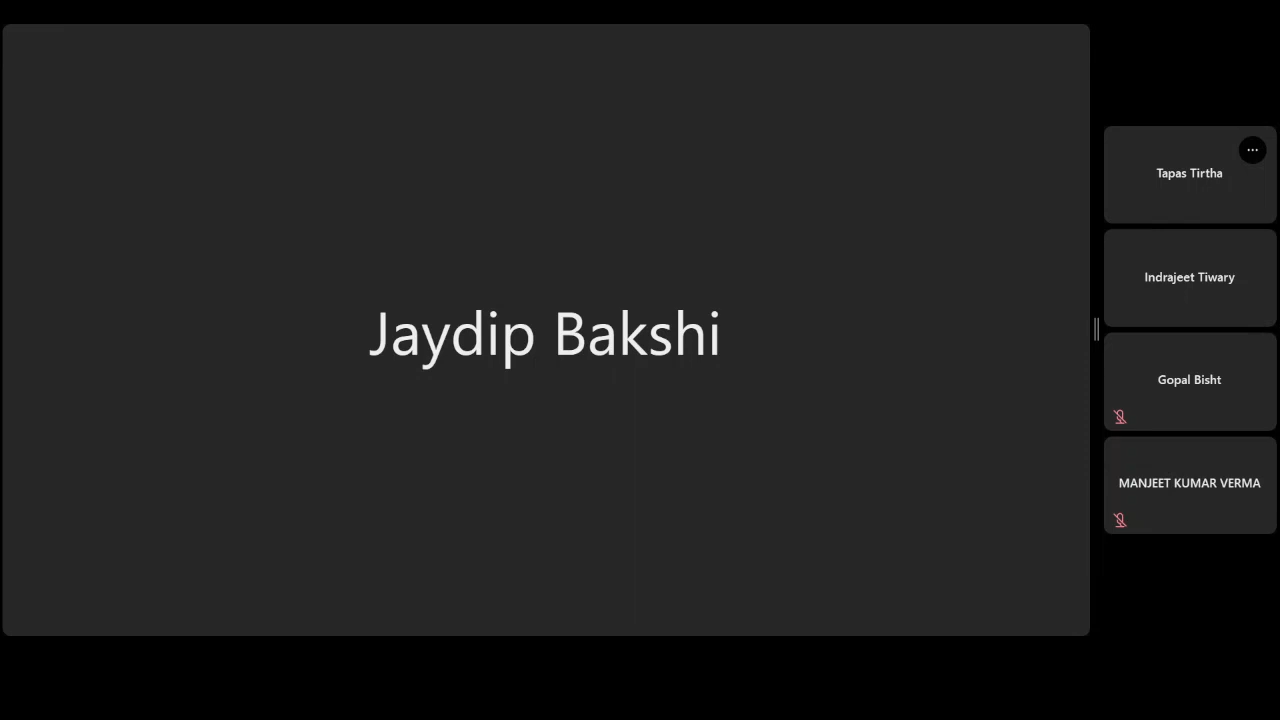 Jaydip Bakshi
Tapas Tirtha
Indrajeet Tiwary
Gopal Bisht
MANJEET KUMAR VERMA